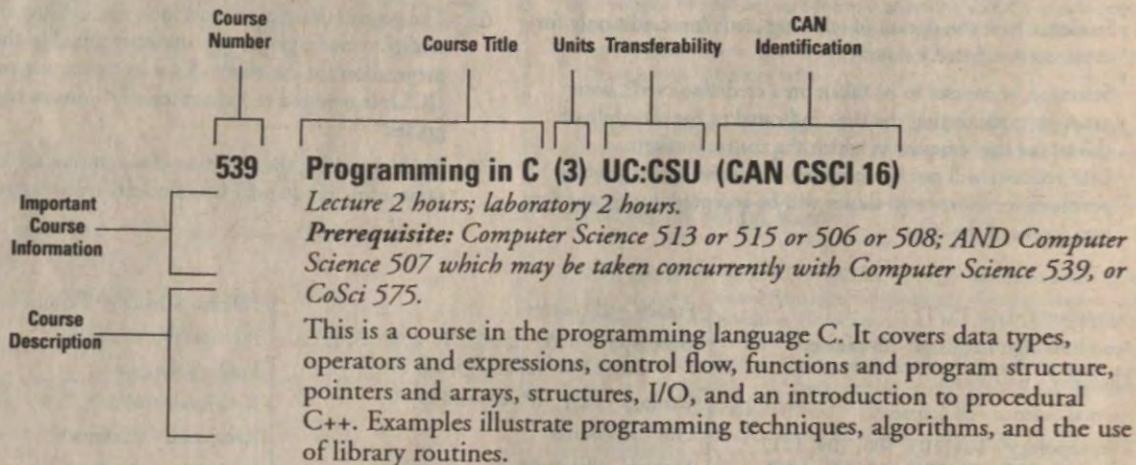 Course
Number
Course Title
Units
Transferability
CAN
Identification
539 Programming in C (3) UC:CSU (CAN CSCI 16)
Important
Course
Information
Lecture 2 hours; laboratory 2 hours.
Prerequisite: Computer Science 513 or 515 or 506 or 508; AND Computer
Science 507 which may be taken concurrently with Computer Science 539, or
CoSci 575.
Course
Description
This is a course in the programming language C. It covers data types,
operators and expressions, control flow, functions and program structure,
pointers and arrays, structures, I/O, and an introduction to procedural
C++. Examples illustrate programming techniques, algorithms, and the use
of library routines.